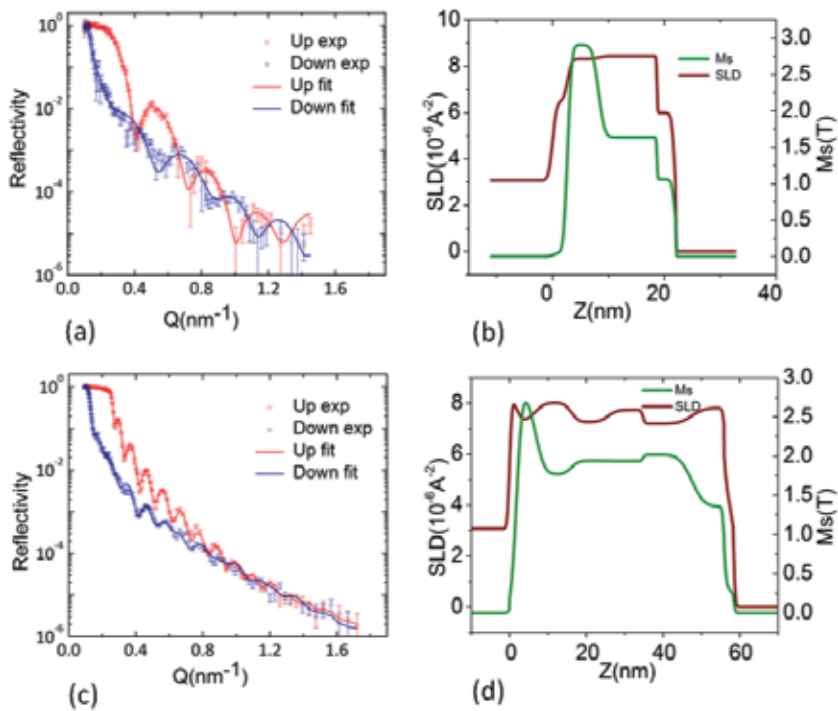 Reflectivity
10⁰
10⁻²
10⁻⁴
10⁻⁶
0.0 0.4 0.8 1.2 1.6
Q(nm⁻¹)
Up exp
Down exp
Up fit
Down fit
(a)
SLD(10⁻⁶A⁻²)
10
8
6
4
2
0
0 20 40
Z(nm)
3.0
2.5
2.0
1.5
1.0
0.5
0.0
Ms(T)
Ms
SLD
(b)
Reflectivity
10⁰
10⁻²
10⁻⁴
10⁻⁶
0.0 0.4 0.8 1.2 1.6
Q(nm⁻¹)
Up exp
Down exp
Up fit
Down fit
(c)
SLD(10⁻⁶A⁻²)
8
6
4
2
0
0 20 40 60
Z(nm)
3.0
2.5
2.0
1.5
1.0
0.5
0.0
Ms(T)
Ms
SLD
(d)